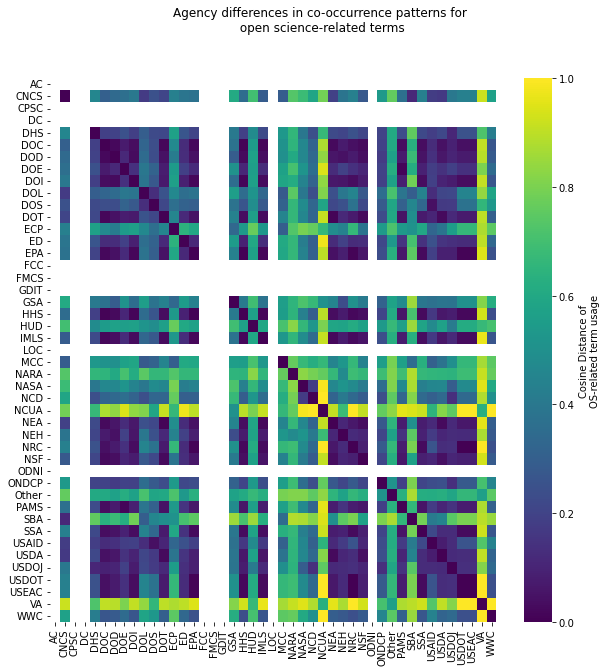 Agency differences in co-occurrence patterns for
open science-related terms
AC
CNCS
CPSC
DC
DHS
DOC
DOD
DOE
DOI
DOL
DOS
DOT
ECP
ED
EPA
FCC
FMCS
GDIT
GSA
HHS
HUD
IMLS
LOC
MCC
NARA
NASA
NCD
NCUA
NEA
NEH
NRC
NSF
ODNI
ONDCP
Other
PAMS
SBA
SSA
USAID
USDA
USDOJ
USDOT
USEAC
VA
WWC
AC
CNCS
CPSC
DC
DHS
DOC
DOD
DOE
DOI
DOL
DOS
DOT
ECP
ED
EPA
FCC
FMCS
GDIT
GSA
HHS
HUD
IMLS
LOC
MCC
NARA
NASA
NCD
NCUA
NEA
NEH
NRC
NSF
ODNI
ONDCP
Other
PAMS
SBA
SSA
USAID
USDA
USDOJ
USDOT
USEAC
VA
WWC
1.0
0.8
0.6
0.4
0.2
0.0
Cosine Distance of
OS-related term usage